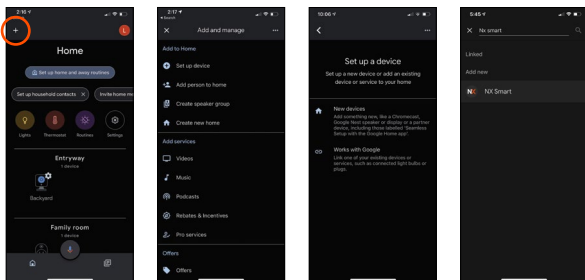 2:16
L
Home
Set up home and away routines
Set up household contacts
Invite home me
Lights
Thermostat
Routines
Settings
Entryway
1 device
Backyard
Family room
1 device
2:17
Search
Add and manage
Add to Home
Set up device
Add person to home
Create speaker group
Create new home
Add services
Videos
Music
Podcasts
Rebates & Incentives
Pro services
Offers
Offers
10:06
Set up a device
Set up a new device or add an existing
device or service to your home
New devices
Add something new, like a Chromecast,
Google Nest speaker or display or a partner
device, including those labelled 'Seamless
Setup with the Google Home app'.
Works with Google
Link one of your existing devices or
services, such as connected light bulbs or
plugs.
5:45
Nx smart
Linked
Add new
NX
NX Smart